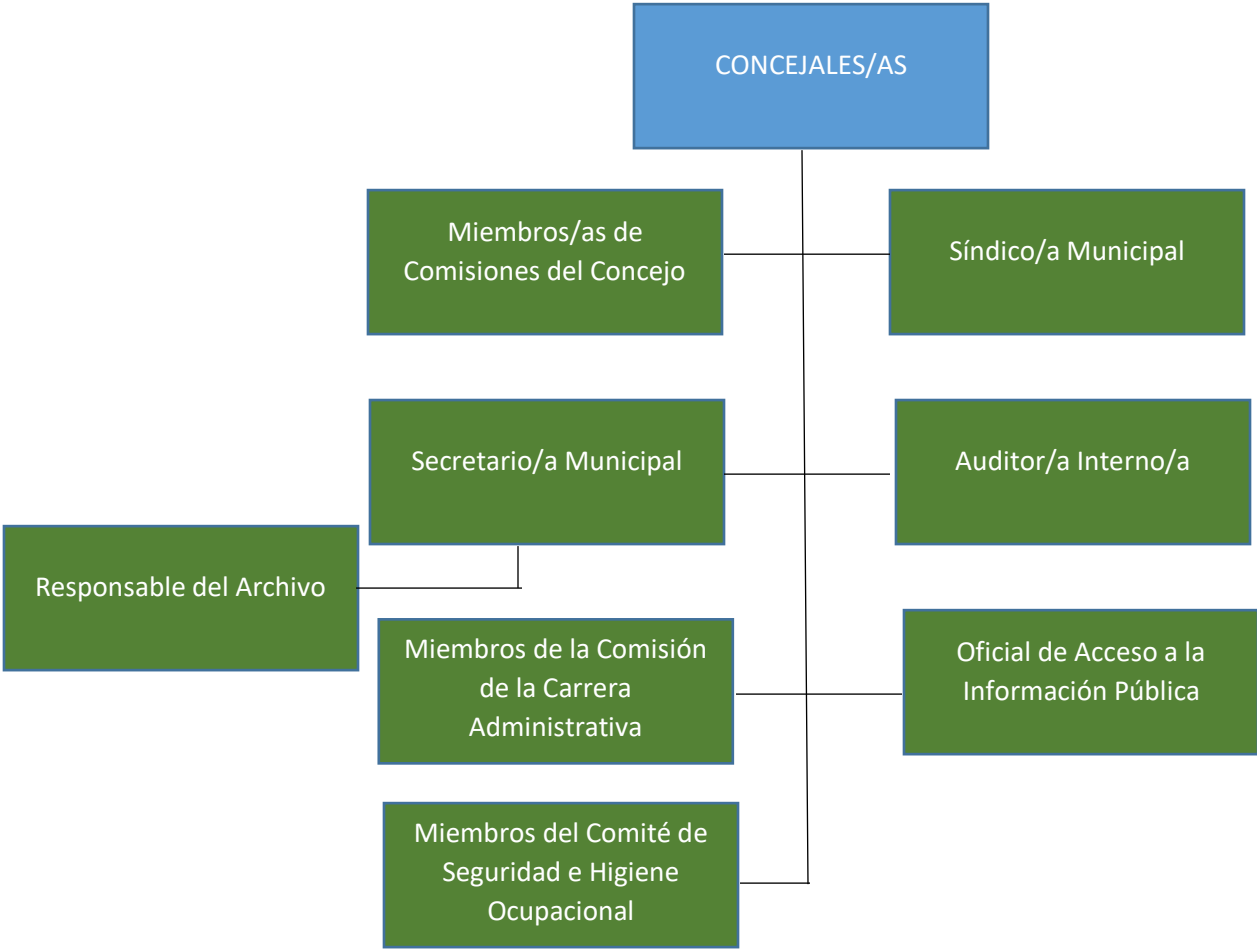 CONCEJALES/AS
Miembros/as de
Comisiones del Concejo
Síndico/a Municipal
Secretario/a Municipal
Auditor/a Interno/a
Responsable del Archivo
Miembros de la Comisión
de la Carrera
Administrativa
Oficial de Acceso a la
Información Pública
Miembros del Comité de
Seguridad e Higiene
Ocupacional